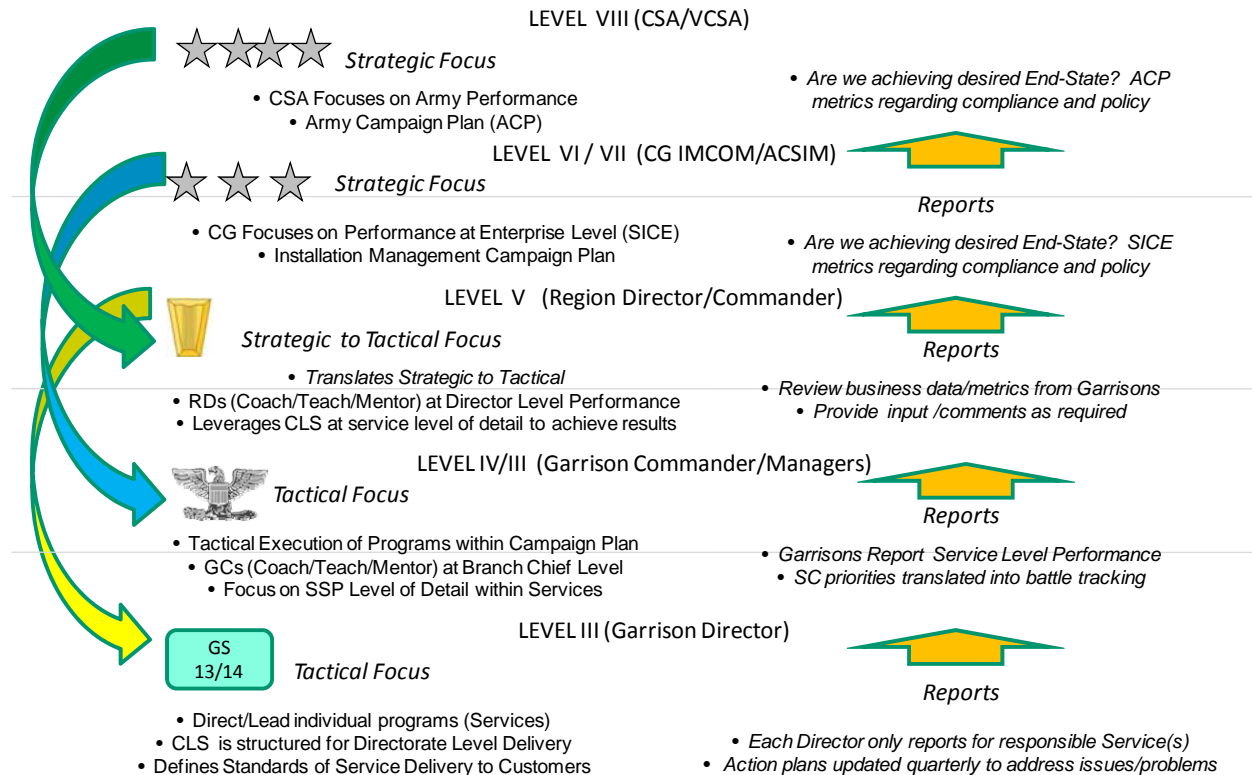 LEVEL VIII (CSA/VCSA)
Strategic Focus
• CSA Focuses on Army Performance
• Army Campaign Plan (ACP)
• Are we achieving desired End-State? ACP
metrics regarding compliance and policy
LEVEL VI / VII (CG IMCOM/ACSIM)
Strategic Focus
Reports
• CG Focuses on Performance at Enterprise Level (SICE)
• Installation Management Campaign Plan
• Are we achieving desired End-State? SICE
metrics regarding compliance and policy
LEVEL V (Region Director/Commander)
Strategic to Tactical Focus
Reports
• Translates Strategic to Tactical
• RDs (Coach/Teach/Mentor) at Director Level Performance
• Leverages CLS at service level of detail to achieve results
• Review business data/metrics from Garrisons
• Provide input /comments as required
LEVEL IV/III (Garrison Commander/Managers)
Tactical Focus
Reports
• Tactical Execution of Programs within Campaign Plan
• GCs (Coach/Teach/Mentor) at Branch Chief Level
• Focus on SSP Level of Detail within Services
• Garrisons Report Service Level Performance
• SC priorities translated into battle tracking
LEVEL III (Garrison Director)
GS
13/14
Tactical Focus
Reports
• Direct/Lead individual programs (Services)
• CLS is structured for Directorate Level Delivery
• Defines Standards of Service Delivery to Customers
• Each Director only reports for responsible Service(s)
• Action plans updated quarterly to address issues/problems